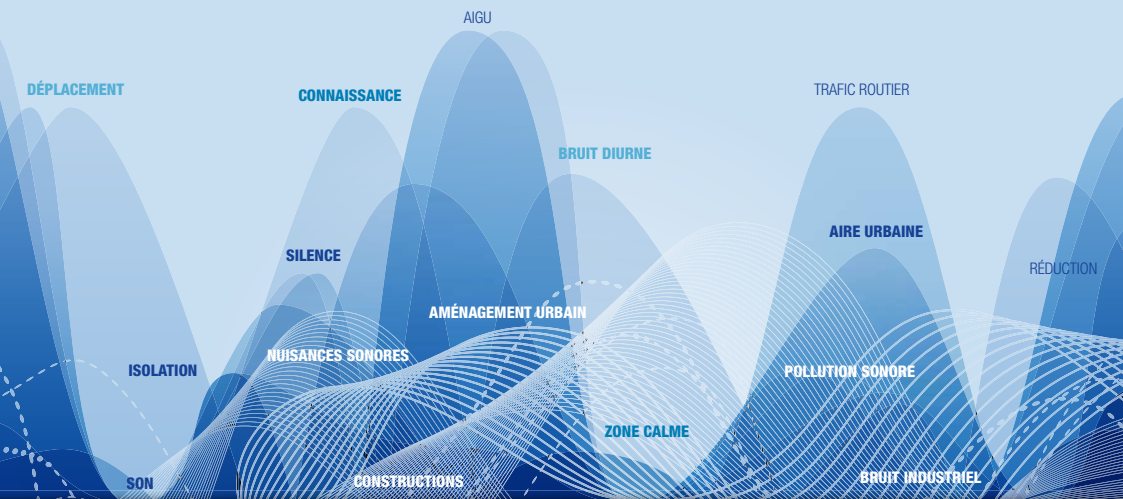 AIGU
DÉPLACEMENT
CONNAISSANCE
TRAFIC ROUTIER
BRUIT DIURNE
AIRE URBAINE
SILENCE
RÉDUCTION
AMÉNAGEMENT URBAIN
NUISANCES SONORES
ISOLATION
POLLUTION SONORE
ZONE CALME
SON
CONSTRUCTIONS
BRUIT INDUSTRIEL